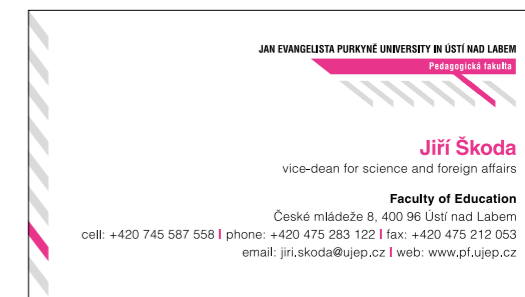 JAN EVANGELISTA PURKYNĚ UNIVERSITY IN ÚSTÍ NAD LABEM
Pedagogická fakulta
Jiří Škoda
vice-dean for science and foreign affairs
Faculty of Education
České mládeže 8, 400 96 Ústí nad Labem
cell: +420 745 587 558 | phone: +420 475 283 122 | fax: +420 475 212 053
email: jiri.skoda@ujep.cz | web: www.pf.ujep.cz